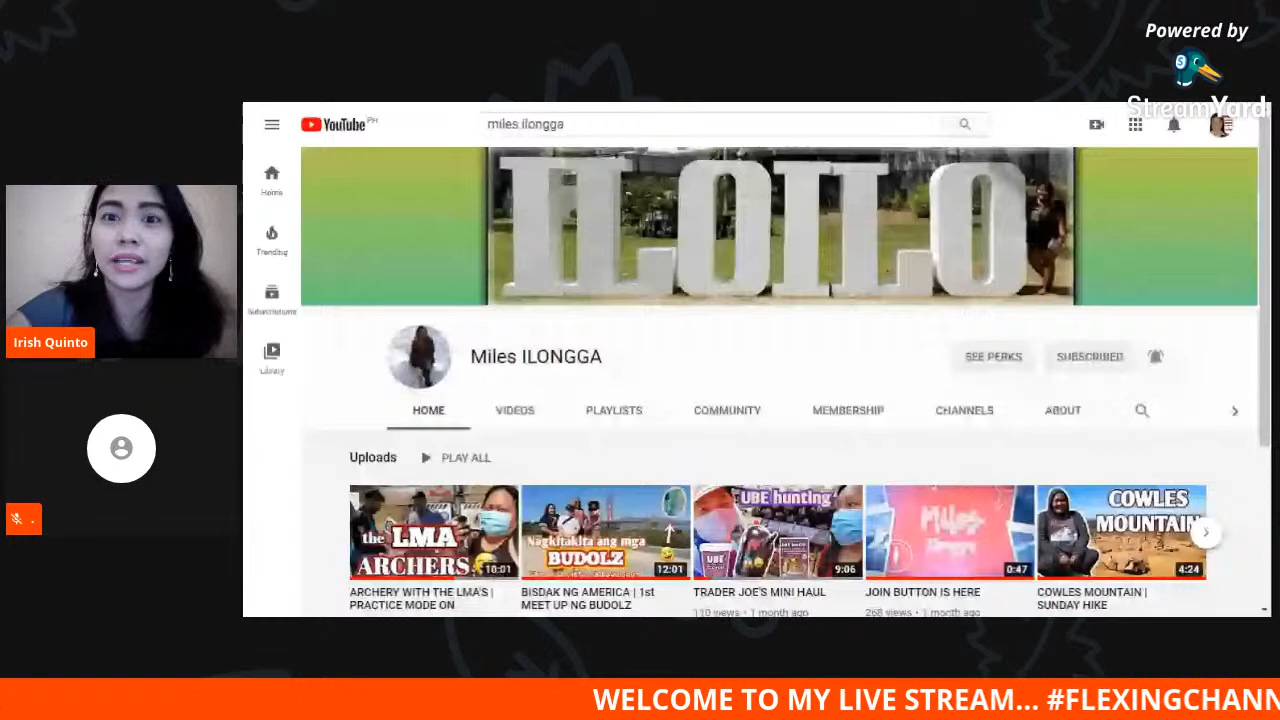 Powered by
StreamYard
YouTube PH
miles ilongga
Home
Trending
Subscriptions
Library
ILOILO
Irish Quinto
.
Miles ILONGGA
SEE PERKS
SUBSCRIBED
HOME
VIDEOS
PLAYLISTS
COMMUNITY
MEMBERSHIP
CHANNELS
ABOUT
Uploads
PLAY ALL
the LMA
ARCHERS
10:01
Nagkitakita ang mga
BUDOLZ
12:01
UBE hunting
UBE
9:06
Miles
0:47
COWLES
MOUNTAIN
4:24
ARCHERY WITH THE LMA'S |
PRACTICE MODE ON
BISDAK NG AMERICA | 1st
MEET UP NG BUDOLZ
TRADER JOE'S MINI HAUL
110 views • 1 month ago
JOIN BUTTON IS HERE
268 views • 1 month ago
COWLES MOUNTAIN |
SUNDAY HIKE
WELCOME TO MY LIVE STREAM... #FLEXINGCHANN